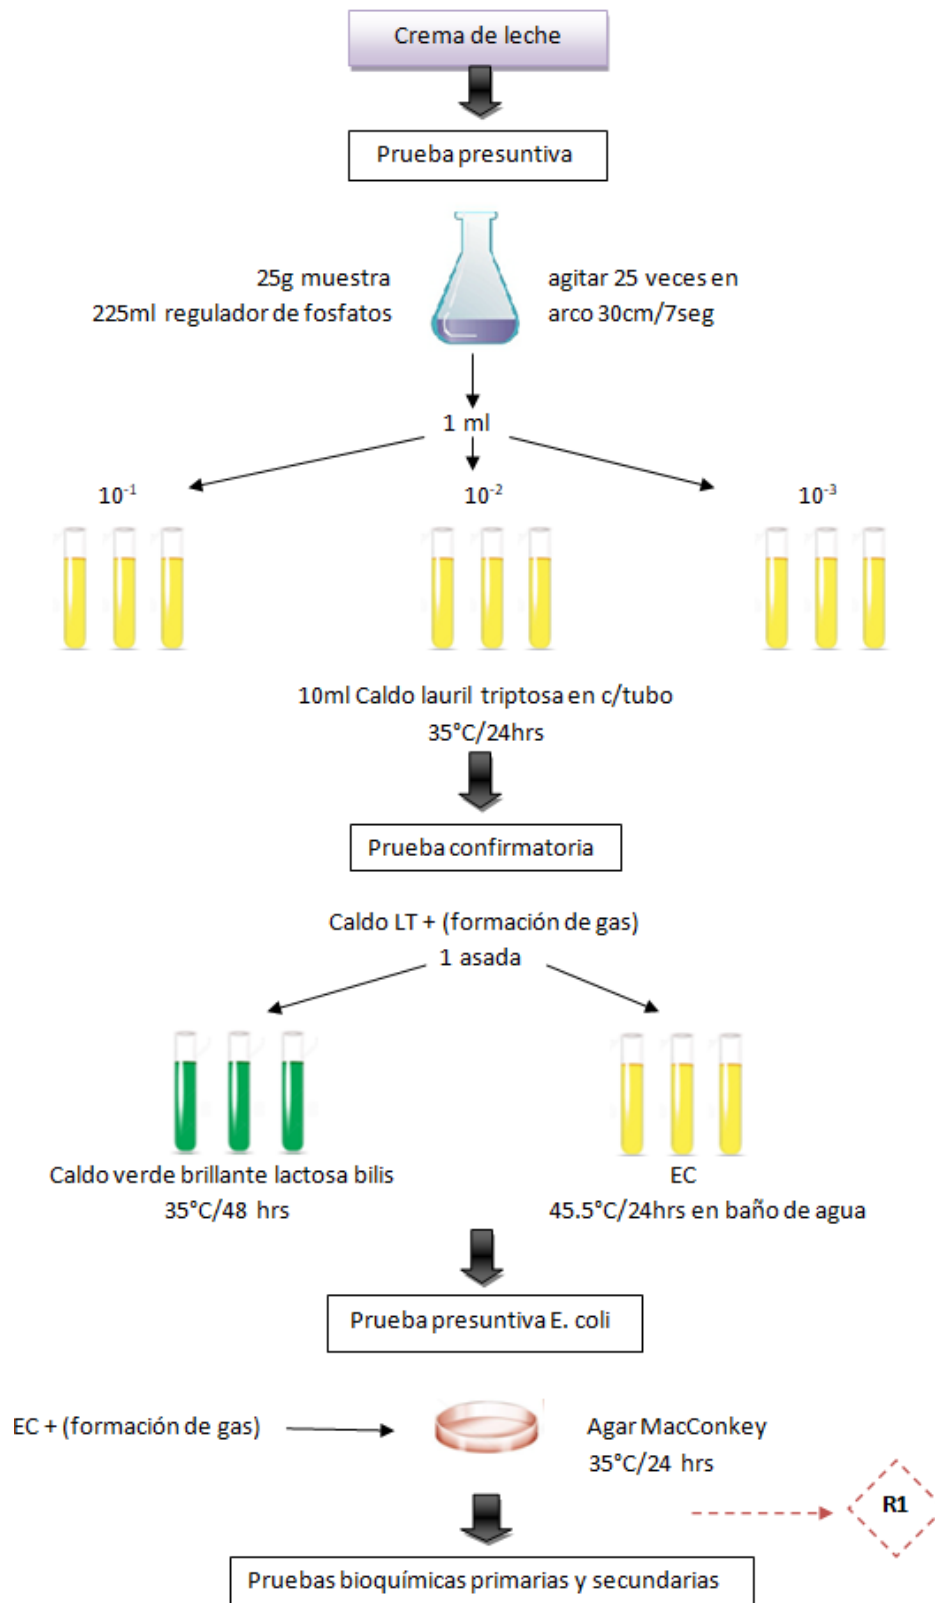 Crema de leche
Prueba presuntiva
25g muestra
225ml regulador de fosfatos
agitar 25 veces en
arco 30cm/7seg
1 ml
10⁻¹
10⁻²
10⁻³
10ml Caldo lauril triptosa en c/tubo
35°C/24hrs
Prueba confirmatoria
Caldo LT + (formación de gas)
1 asada
Caldo verde brillante lactosa bilis
35°C/48 hrs
EC
45.5°C/24hrs en baño de agua
Prueba presuntiva E. coli
EC + (formación de gas)
Agar MacConkey
35°C/24 hrs
R1
Pruebas bioquímicas primarias y secundarias